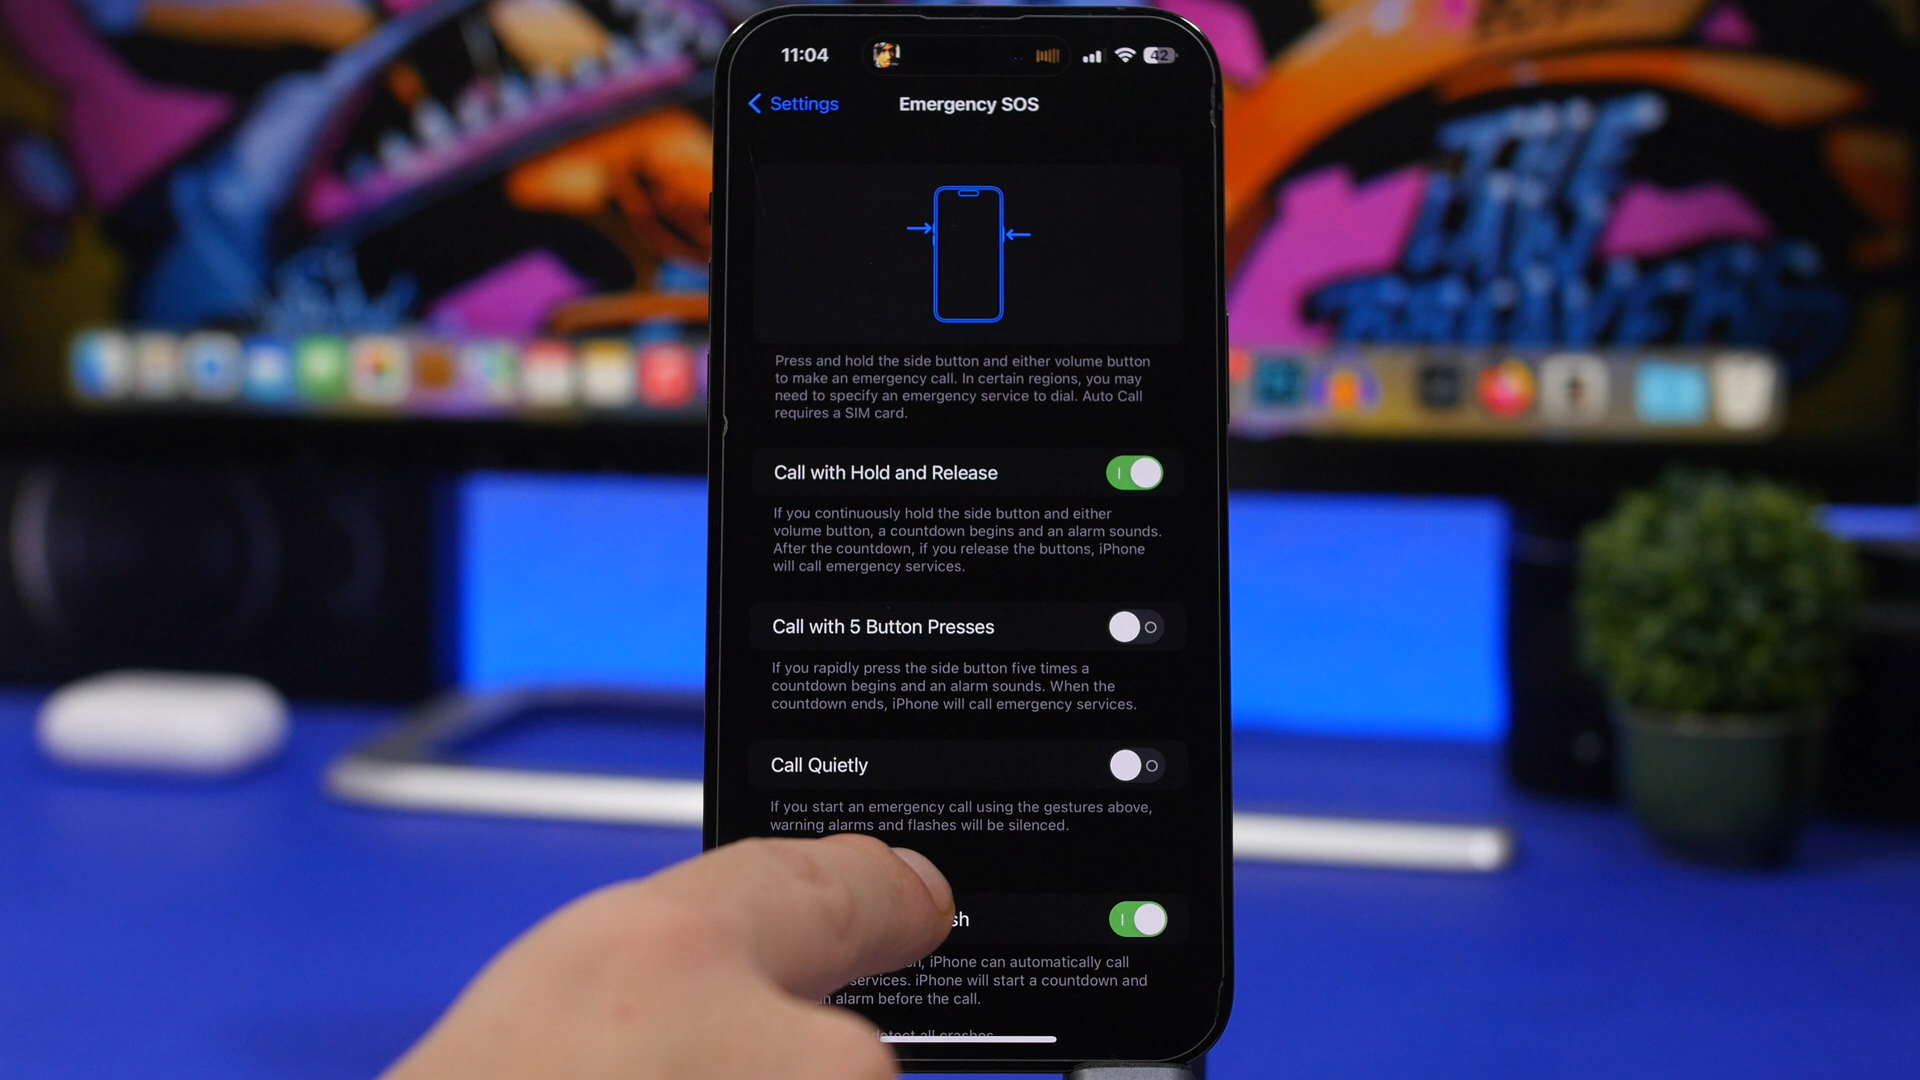 11:04
42
Settings
Emergency SOS
Press and hold the side button and either volume button
to make an emergency call. In certain regions, you may
need to specify an emergency service to dial. Auto Call
requires a SIM card.
Call with Hold and Release
If you continuously hold the side button and either
volume button, a countdown begins and an alarm sounds.
After the countdown, if you release the buttons, iPhone
will call emergency services.
Call with 5 Button Presses
If you rapidly press the side button five times a
countdown begins and an alarm sounds. When the
countdown ends, iPhone will call emergency services.
Call Quietly
If you start an emergency call using the gestures above,
warning alarms and flashes will be silenced.
sh
, iPhone can automatically call
services. iPhone will start a countdown and
an alarm before the call.
detect all crashes.
THE